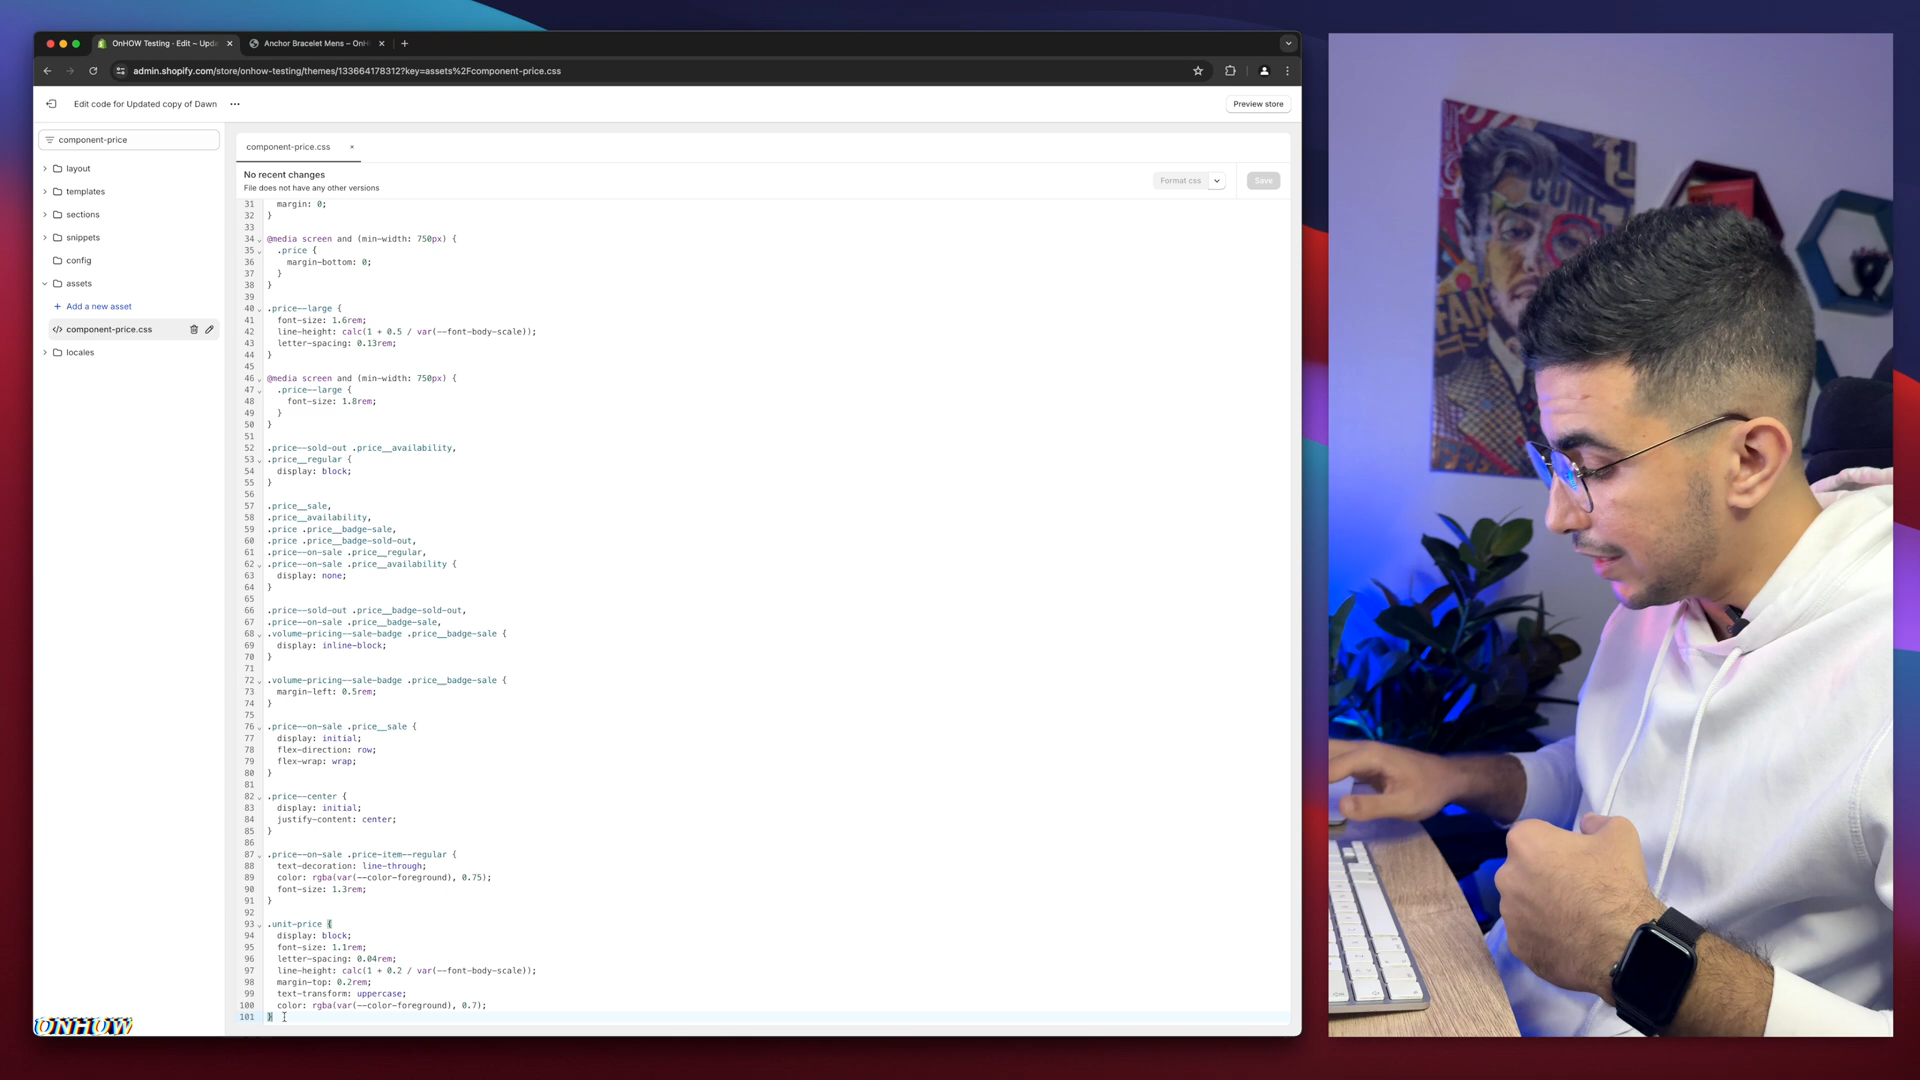 OnHOW Testing · Edit ~ Upda
Anchor Bracelet Mens – OnH
admin.shopify.com/store/onhow-testing/themes/133664178312?key=assets%2Fcomponent-price.css
Edit code for Updated copy of Dawn
Preview store
component-price
layout
templates
sections
snippets
config
assets
Add a new asset
component-price.css
locales
component-price.css
No recent changes
File does not have any other versions
Format css
Save
31 margin: 0;
32 }
33
34 @media screen and (min-width: 750px) {
35 .price {
36 margin-bottom: 0;
37 }
38 }
39
40 .price--large {
41 font-size: 1.6rem;
42 line-height: calc(1 + 0.5 / var(--font-body-scale));
43 letter-spacing: 0.13rem;
44 }
45
46 @media screen and (min-width: 750px) {
47 .price--large {
48 font-size: 1.8rem;
49 }
50 }
51
52 .price--sold-out .price__availability,
53 .price__regular {
54 display: block;
55 }
56
57 .price__sale,
58 .price__availability,
59 .price .price__badge-sale,
60 .price .price__badge-sold-out,
61 .price--on-sale .price__regular,
62 .price--on-sale .price__availability {
63 display: none;
64 }
65
66 .price--sold-out .price__badge-sold-out,
67 .price--on-sale .price__badge-sale,
68 .volume-pricing--sale-badge .price__badge-sale {
69 display: inline-block;
70 }
71
72 .volume-pricing--sale-badge .price__badge-sale {
73 margin-left: 0.5rem;
74 }
75
76 .price--on-sale .price__sale {
77 display: initial;
78 flex-direction: row;
79 flex-wrap: wrap;
80 }
81
82 .price--center {
83 display: initial;
84 justify-content: center;
85 }
86
87 .price--on-sale .price-item--regular {
88 text-decoration: line-through;
89 color: rgba(var(--color-foreground), 0.75);
90 font-size: 1.3rem;
91 }
92
93 .unit-price {
94 display: block;
95 font-size: 1.1rem;
96 letter-spacing: 0.04rem;
97 line-height: calc(1 + 0.2 / var(--font-body-scale));
98 margin-top: 0.2rem;
99 text-transform: uppercase;
100 color: rgba(var(--color-foreground), 0.7);
101 }
ONHOW